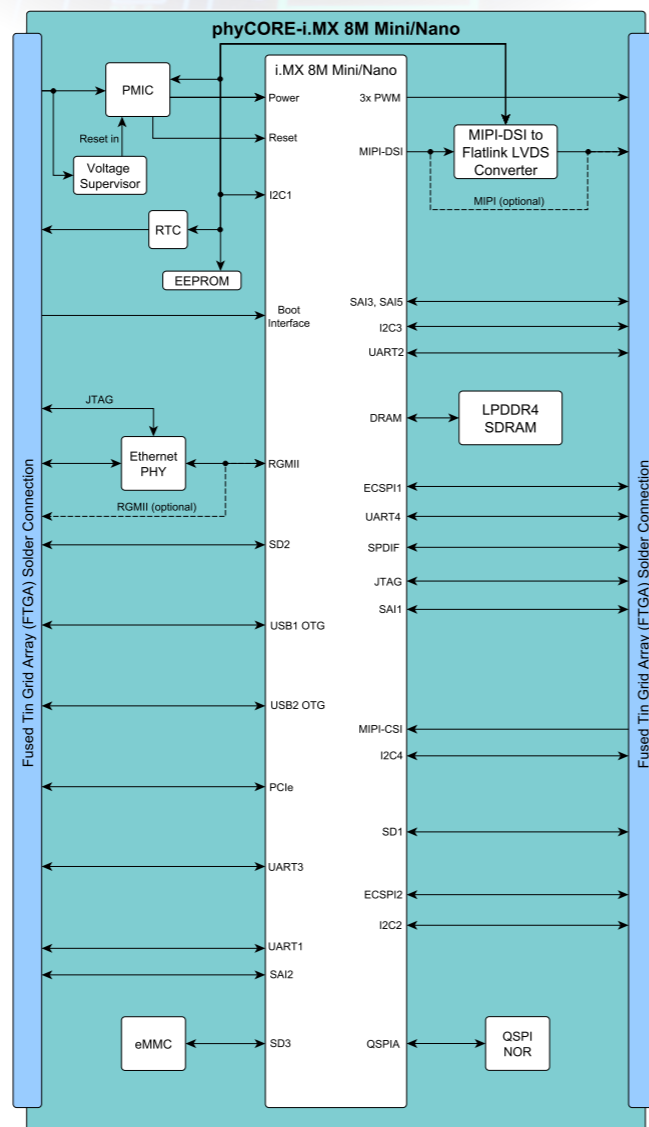 phyCORE-i.MX 8M Mini/Nano
i.MX 8M Mini/Nano
PMIC
Power
3x PWM
Reset in
Reset
MIPI-DSI
MIPI-DSI to
Flatlink LVDS
Converter
Voltage
Supervisor
I2C1
MIPI (optional)
RTC
EEPROM
SAI3, SAI5
Boot
Interface
I2C3
UART2
JTAG
DRAM
LPDDR4
SDRAM
Ethernet
PHY
RGMII
ECSPI1
RGMII (optional)
UART4
SD2
SPDIF
JTAG
SAI1
USB1 OTG
USB2 OTG
MIPI-CSI
I2C4
PCIe
SD1
UART3
ECSPI2
I2C2
UART1
SAI2
eMMC
SD3
QSPIA
QSPI
NOR
Fused Tin Grid Array (FTGA) Solder Connection
Fused Tin Grid Array (FTGA) Solder Connection